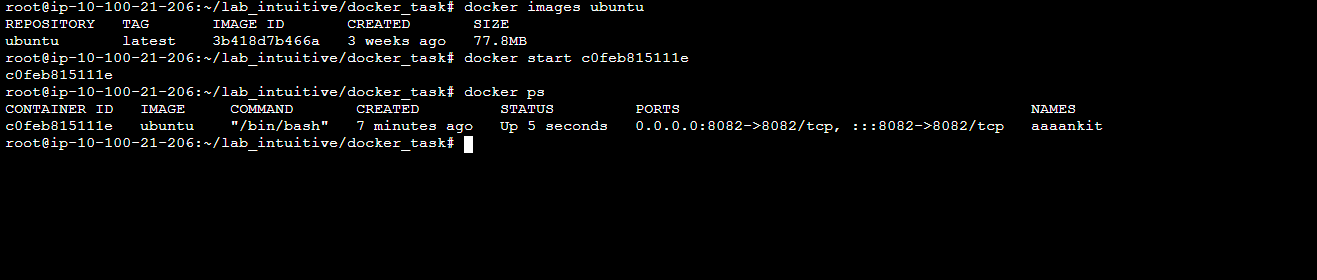 root@ip-10-100-21-206:~/lab_intuitive/docker_task# docker images ubuntu
REPOSITORY   TAG       IMAGE ID       CREATED       SIZE
ubuntu       latest    3b418d7b466a   3 weeks ago   77.8MB
root@ip-10-100-21-206:~/lab_intuitive/docker_task# docker start c0feb815111e
c0feb815111e
root@ip-10-100-21-206:~/lab_intuitive/docker_task# docker ps
CONTAINER ID   IMAGE     COMMAND       CREATED         STATUS         PORTS                                       NAMES
c0feb815111e   ubuntu    "/bin/bash"   7 minutes ago   Up 5 seconds   0.0.0.0:8082->8082/tcp, :::8082->8082/tcp   aaaankit
root@ip-10-100-21-206:~/lab_intuitive/docker_task#